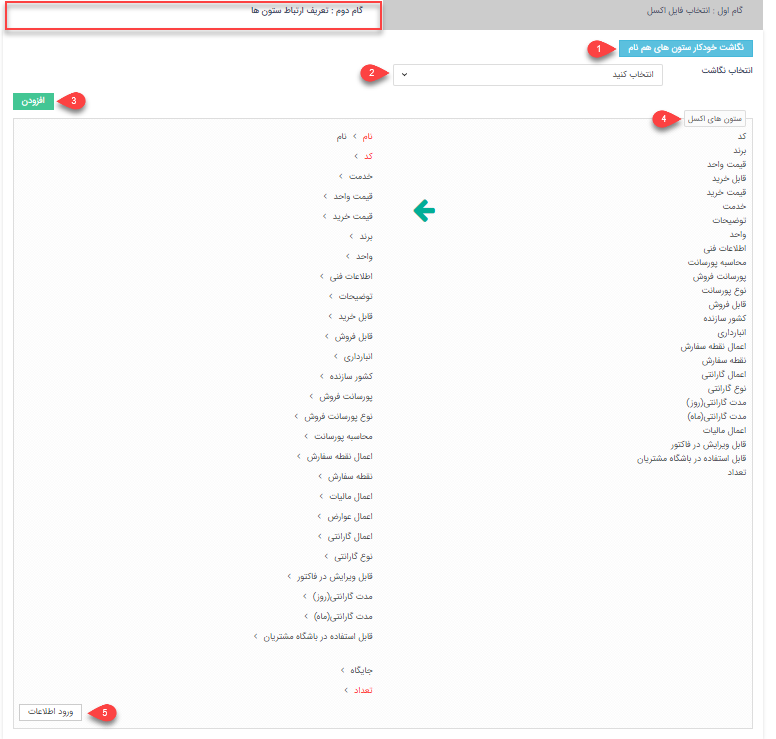 گام اول : انتخاب فایل اکسل
گام دوم : تعریف ارتباط ستون ها
نگاشت خودکار ستون های هم نام
1
انتخاب نگاشت
انتخاب کنید
2
3
افزودن
ستون های اکسل
4
کد
برند
قیمت واحد
قابل خرید
قیمت خرید
خدمت
توضیحات
واحد
اطلاعات فنی
محاسبه پورسانت
پورسانت فروش
نوع پورسانت
قابل فروش
کشور سازنده
انبارداری
اعمال نقطه سفارش
نقطه سفارش
اعمال گارانتی
نوع گارانتی
مدت گارانتی(روز)
مدت گارانتی(ماه)
اعمال مالیات
قابل ویرایش در فاکتور
قابل استفاده در باشگاه مشتریان
تعداد
نام › نام
کد ›
خدمت ›
قیمت واحد ›
قیمت خرید ›
برند ›
واحد ›
اطلاعات فنی ›
توضیحات ›
قابل خرید ›
قابل فروش ›
انبارداری ›
کشور سازنده ›
پورسانت فروش ›
نوع پورسانت فروش ›
محاسبه پورسانت ›
اعمال نقطه سفارش ›
نقطه سفارش ›
اعمال مالیات ›
اعمال عوارض ›
اعمال گارانتی ›
نوع گارانتی ›
قابل ویرایش در فاکتور ›
مدت گارانتی(روز) ›
مدت گارانتی(ماه) ›
قابل استفاده در باشگاه مشتریان ›
جایگاه ›
تعداد ›
5
ورود اطلاعات